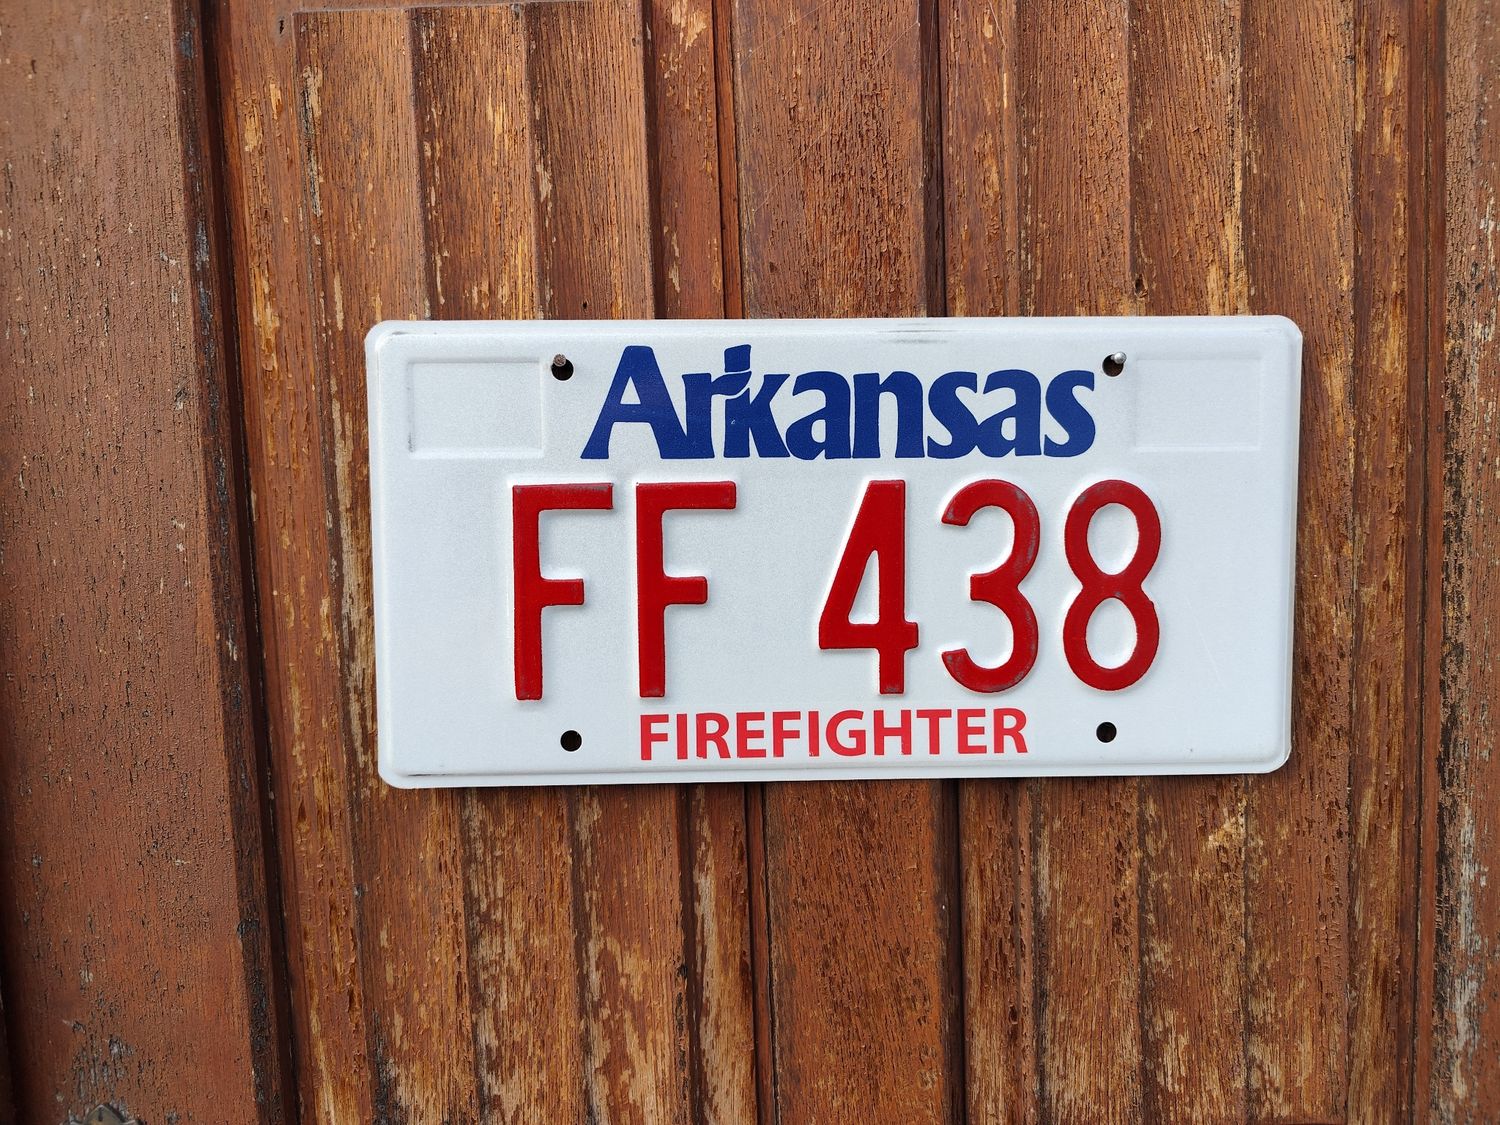 Arkansas
FF 438
FIREFIGHTER